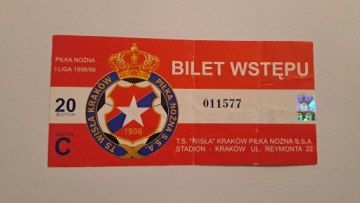 PIŁKA NOŻNA
I LIGA 1998/99
BILET WSTĘPU
TS WISŁA KRAKÓW PIŁKA NOŻNA S.S.A.
1906
20
ZŁOTYCH
011577
SEKTOR
C
T.S. "WISŁA" KRAKÓW PIŁKA NOŻNA S.S.A.
STADION - KRAKÓW UL. REYMONTA 22